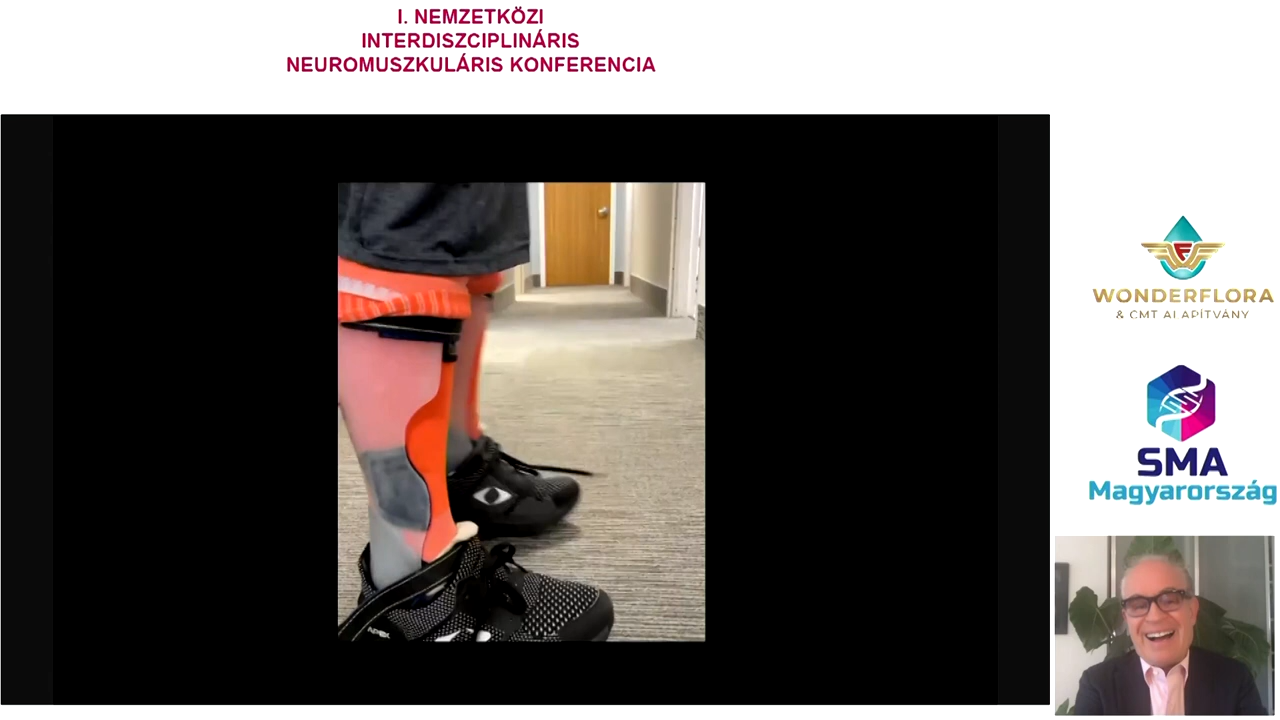 I. NEMZETKÖZI
INTERDISZCIPLINÁRIS
NEUROMUSZKULÁRIS KONFERENCIA
WONDERFLORA
& CMT ALAPÍTVÁNY
SMA
Magyarország